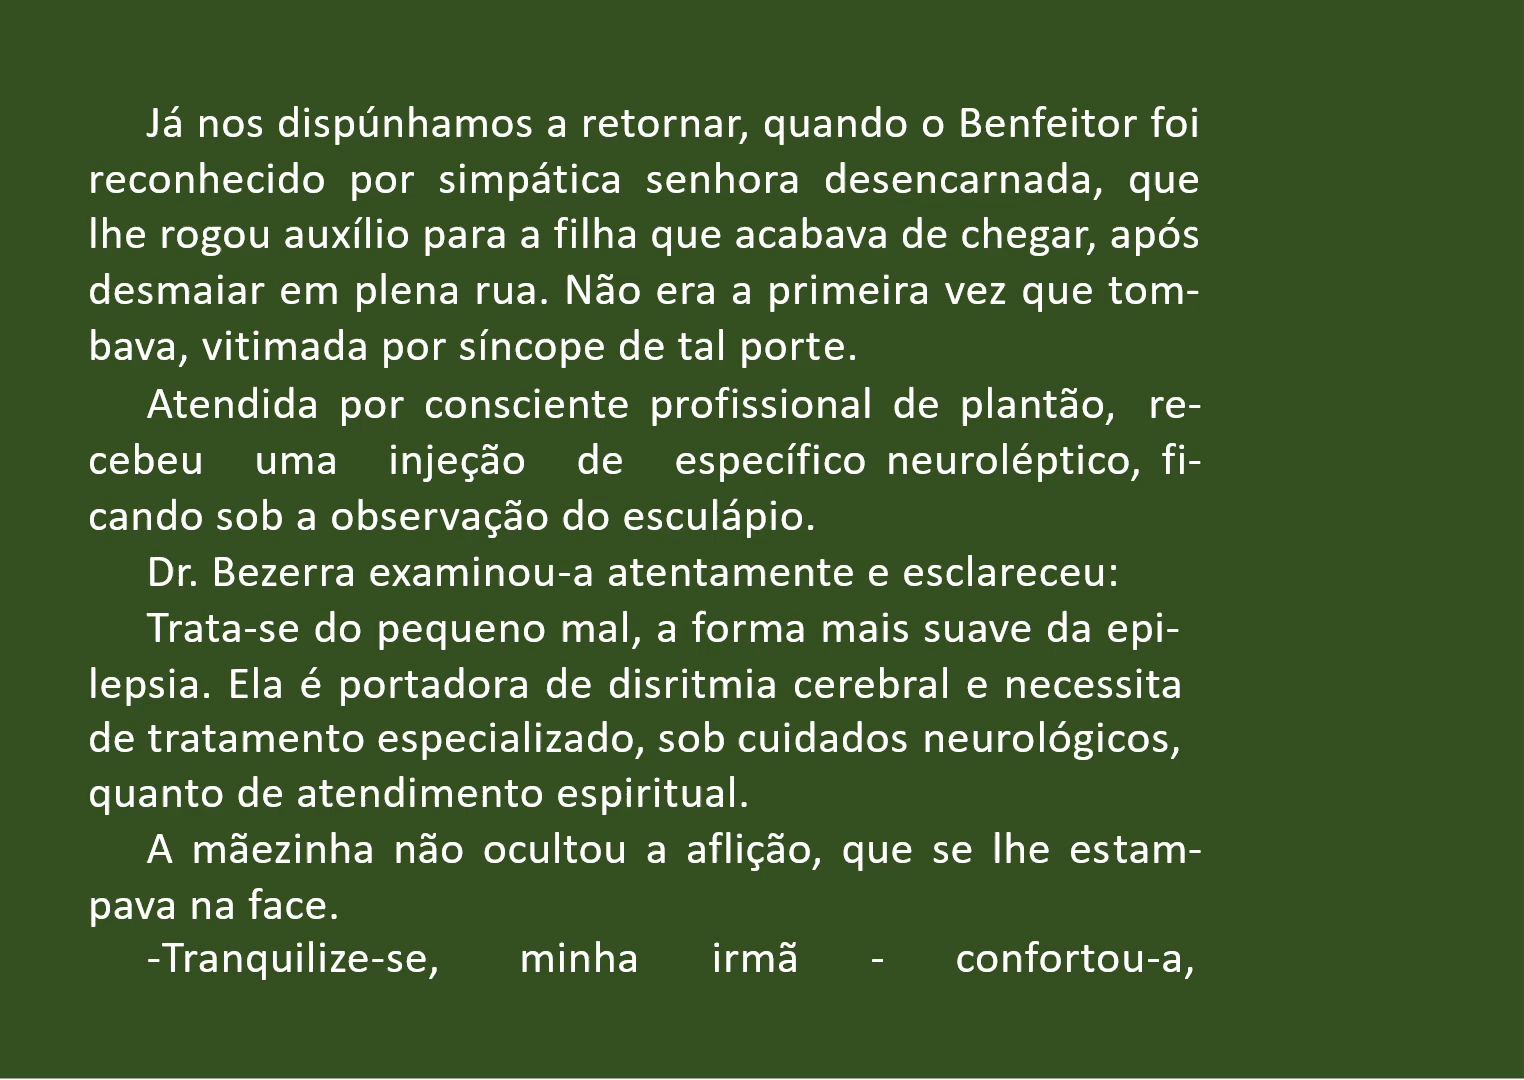 Já nos dispúnhamos a retornar, quando o Benfeitor foi
reconhecido por simpática senhora desencarnada, que
lhe rogou auxílio para a filha que acabava de chegar, após
desmaiar em plena rua. Não era a primeira vez que tom-
bava, vitimada por síncope de tal porte.
Atendida por consciente profissional de plantão, re-
cebeu uma injeção de específico neuroléptico, fi-
cando sob a observação do esculápio.
Dr. Bezerra examinou-a atentamente e esclareceu:
Trata-se do pequeno mal, a forma mais suave da epi-
lepsia. Ela é portadora de disritmia cerebral e necessita
de tratamento especializado, sob cuidados neurológicos,
quanto de atendimento espiritual.
A mãezinha não ocultou a aflição, que se lhe estam-
pava na face.
-Tranquilize-se, minha irmã - confortou-a,